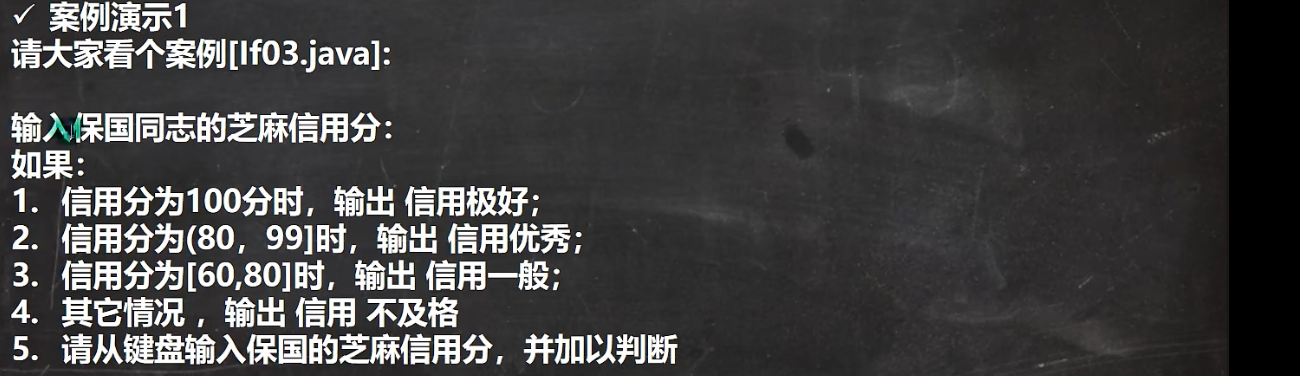 ✓ 案例演示1
请大家看个案例[If03.java]:
输入保国同志的芝麻信用分：
如果：
1. 信用分为100分时，输出 信用极好；
2. 信用分为(80，99]时，输出 信用优秀；
3. 信用分为[60,80]时，输出 信用一般；
4. 其它情况 ，输出 信用 不及格
5. 请从键盘输入保国的芝麻信用分，并加以判断